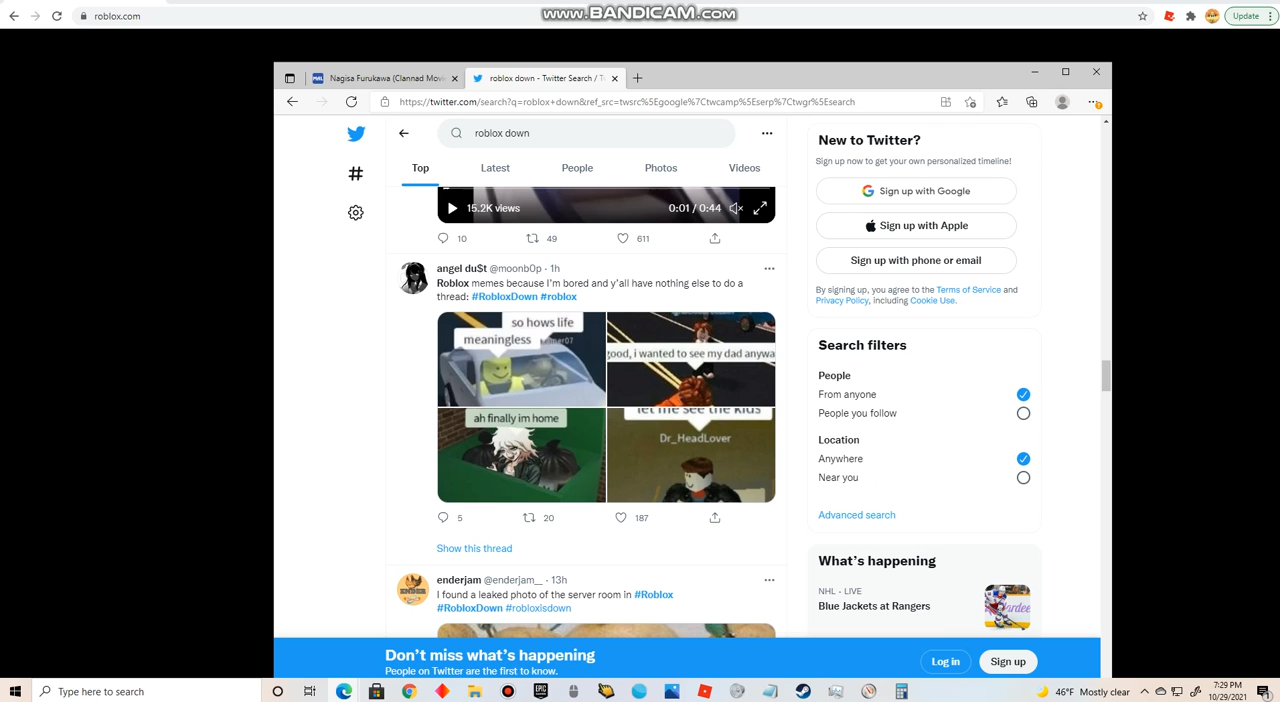 roblox.com
www.BANDICAM.com
Update
Nagisa Furukawa (Clannad Movi
roblox down - Twitter Search / T
https://twitter.com/search?q=roblox+down&ref_src=twsrc%5Egoogle%7Ctwcamp%5Eserp%7Ctwgr%5Esearch
roblox down
Top
Latest
People
Photos
Videos
15.2K views
0:01 / 0:44
10
49
611
angel du$t @moonb0p · 1h
Roblox memes because I'm bored and y'all have nothing else to do a
thread: #RobloxDown #roblox
so hows life
meaningless
good, i wanted to see my dad anywa
ah finally im home
let me see the kids
Dr_HeadLover
5
20
187
Show this thread
enderjam @enderjam__ · 13h
I found a leaked photo of the server room in #Roblox
#RobloxDown #robloxisdown
New to Twitter?
Sign up now to get your own personalized timeline!
Sign up with Google
Sign up with Apple
Sign up with phone or email
By signing up, you agree to the Terms of Service and
Privacy Policy, including Cookie Use.
Search filters
People
From anyone
People you follow
Location
Anywhere
Near you
Advanced search
What's happening
NHL · LIVE
Blue Jackets at Rangers
Don't miss what's happening
People on Twitter are the first to know.
Log in
Sign up
Type here to search
EPIC
46°F Mostly clear
7:29 PM
10/29/2021